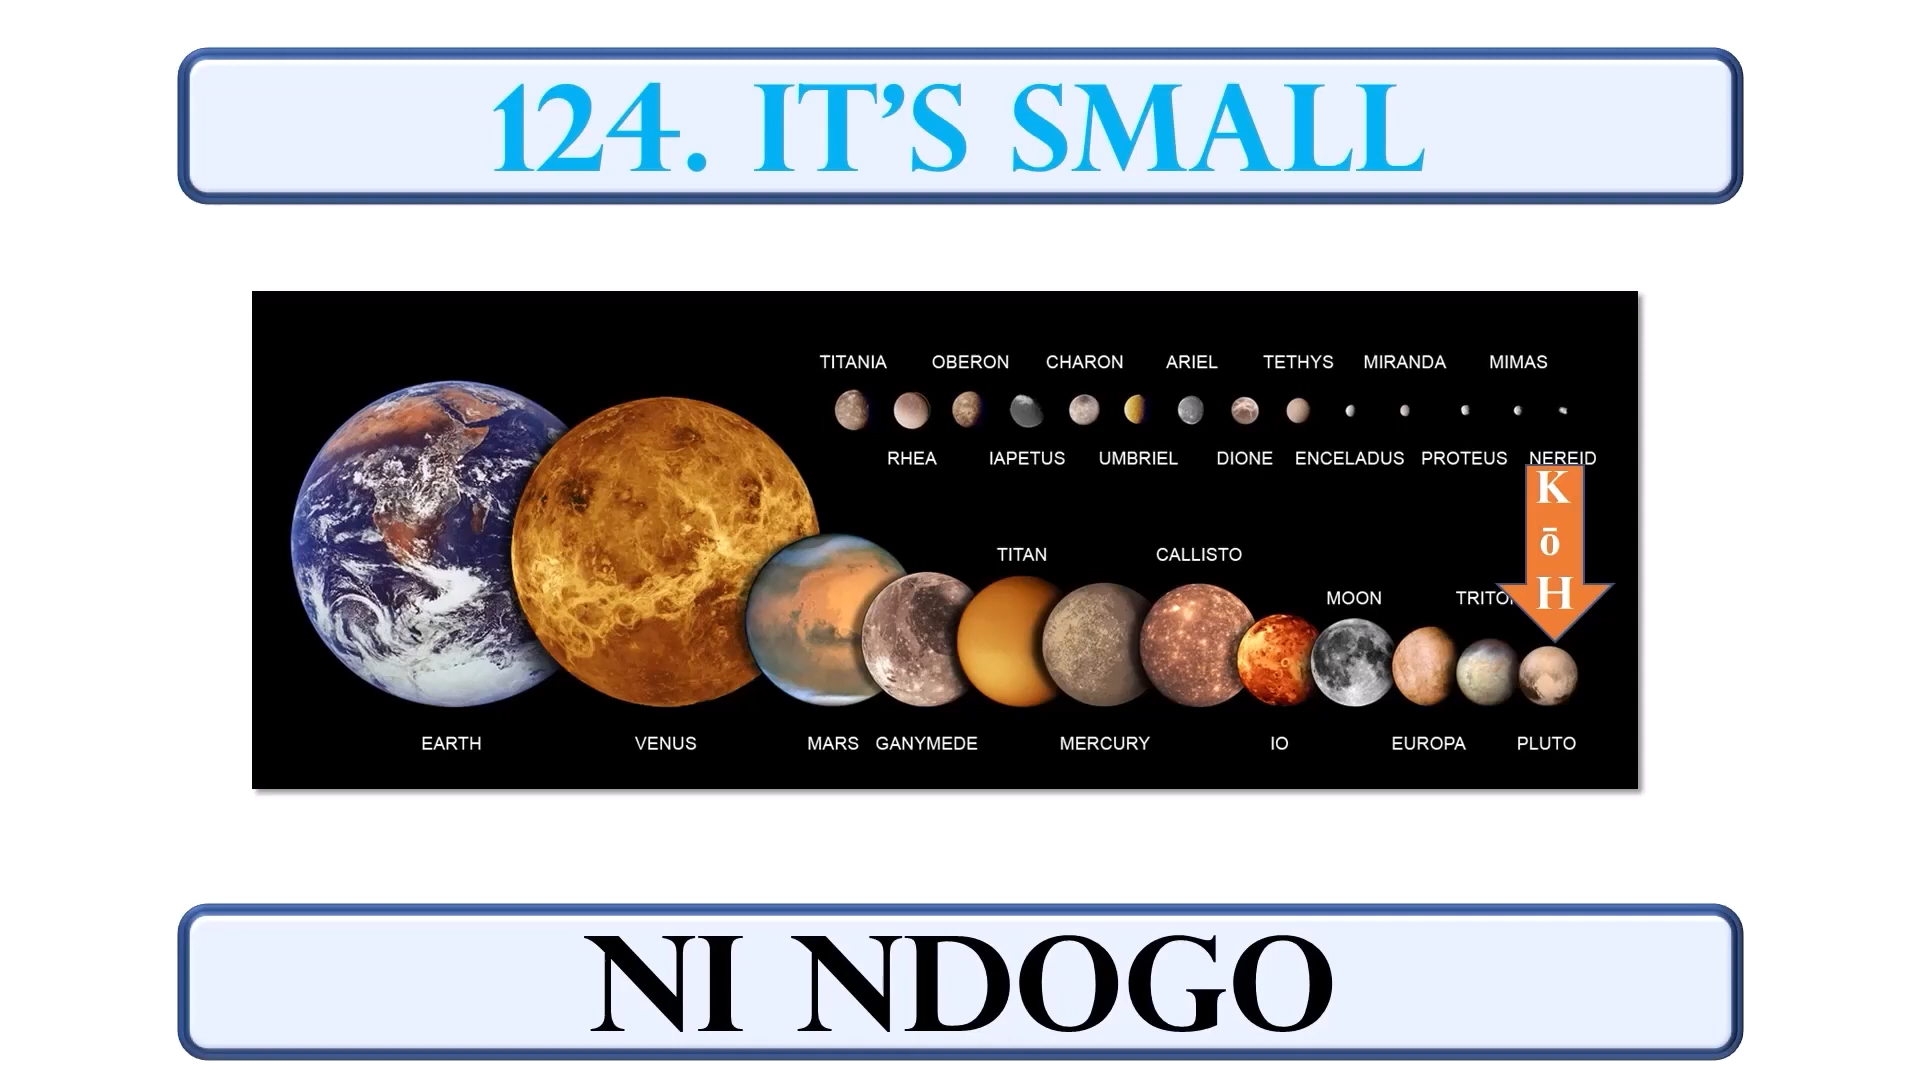 124. IT'S SMALL
TITANIA OBERON CHARON ARIEL TETHYS MIRANDA MIMAS
RHEA IAPETUS UMBRIEL DIONE ENCELADUS PROTEUS NEREID
K
ō
H
TITAN CALLISTO
MOON TRITO
EARTH VENUS MARS GANYMEDE MERCURY IO EUROPA PLUTO
NI NDOGO